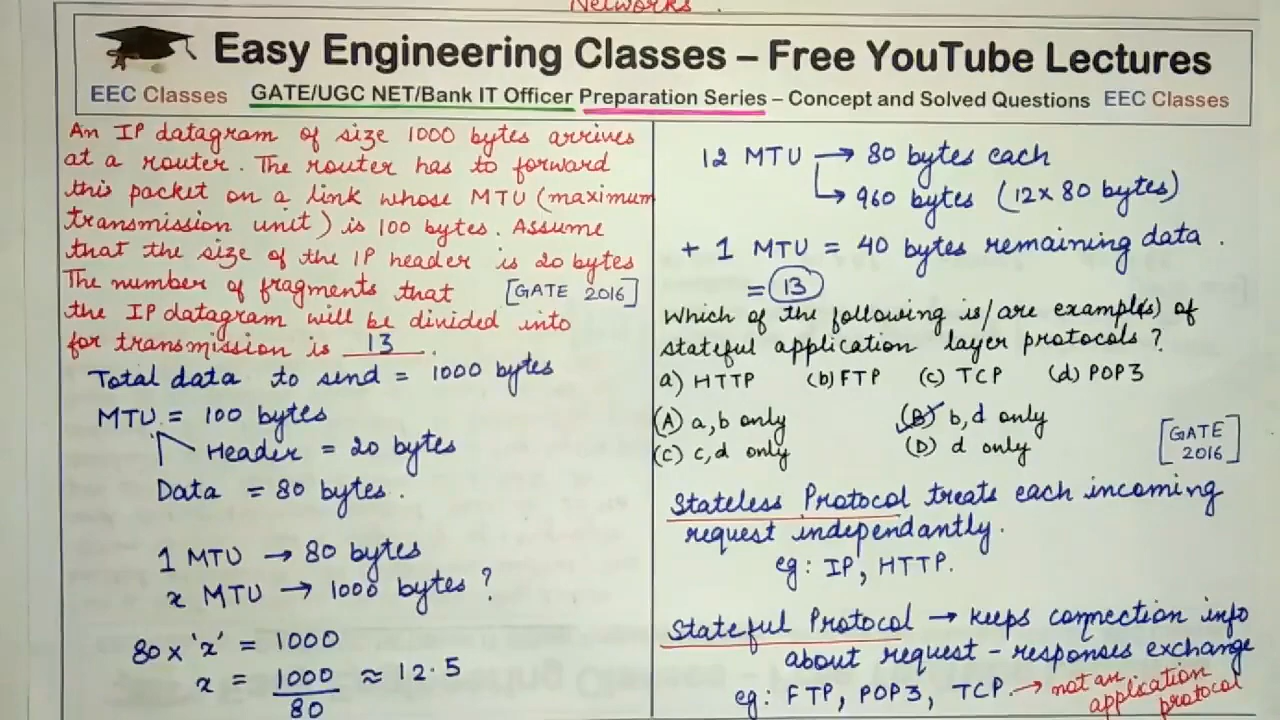 Networks.
Easy Engineering Classes – Free YouTube Lectures
EEC Classes GATE/UGC NET/Bank IT Officer Preparation Series – Concept and Solved Questions EEC Classes
An IP datagram of size 1000 bytes arrives
at a router. The router has to forward
this packet on a link whose MTU (maximum
transmission unit) is 100 bytes. Assume
that the size of the IP header is 20 bytes
The number of fragments that [GATE 2016]
the IP datagram will be divided into
for transmission is 13.
Total data to send = 1000 bytes
MTU = 100 bytes
Header = 20 bytes
Data = 80 bytes.
1 MTU → 80 bytes
x MTU → 1000 bytes ?
80 x 'x' = 1000
x = 1000 ≈ 12.5
80
12 MTU → 80 bytes each
↳ 960 bytes (12 x 80 bytes)
+ 1 MTU = 40 bytes remaining data.
= 13
Which of the following is/are example(s) of
stateful application layer protocols?
a) HTTP (b) FTP (c) TCP (d) POP3
(A) a, b only (B) b, d only
(C) c, d only (D) d only
[GATE
2016]
Stateless Protocol treats each incoming
request independantly.
eg: IP, HTTP.
Stateful Protocol → keeps connection info
about request - responses exchange
eg: FTP, POP3, TCP. → not an
application
protocol